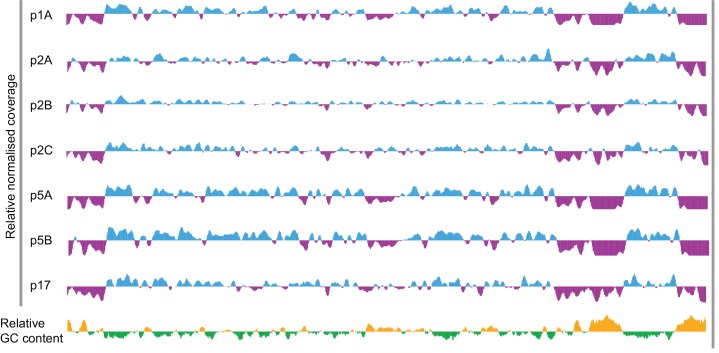 Relative normalised coverage
p1A
p2A
p2B
p2C
p5A
p5B
p17
Relative
GC content